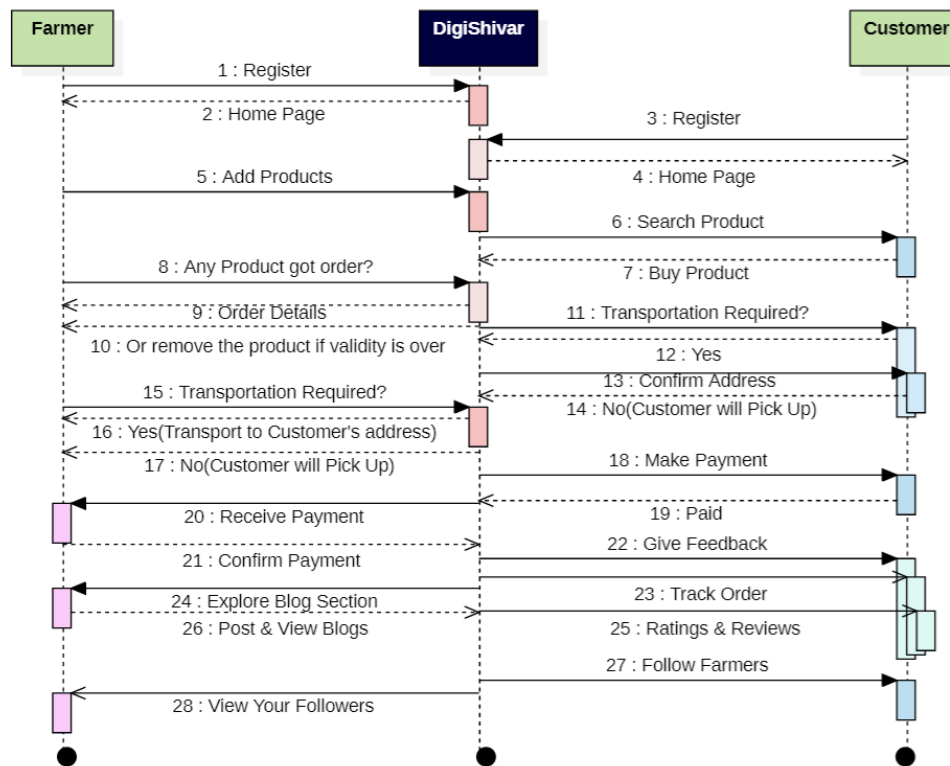 Farmer
DigiShivar
Customer
1 : Register
2 : Home Page
3 : Register
4 : Home Page
5 : Add Products
6 : Search Product
7 : Buy Product
8 : Any Product got order?
9 : Order Details
10 : Or remove the product if validity is over
11 : Transportation Required?
12 : Yes
13 : Confirm Address
14 : No(Customer will Pick Up)
15 : Transportation Required?
16 : Yes(Transport to Customer's address)
17 : No(Customer will Pick Up)
18 : Make Payment
19 : Paid
20 : Receive Payment
21 : Confirm Payment
22 : Give Feedback
23 : Track Order
24 : Explore Blog Section
25 : Ratings & Reviews
26 : Post & View Blogs
27 : Follow Farmers
28 : View Your Followers